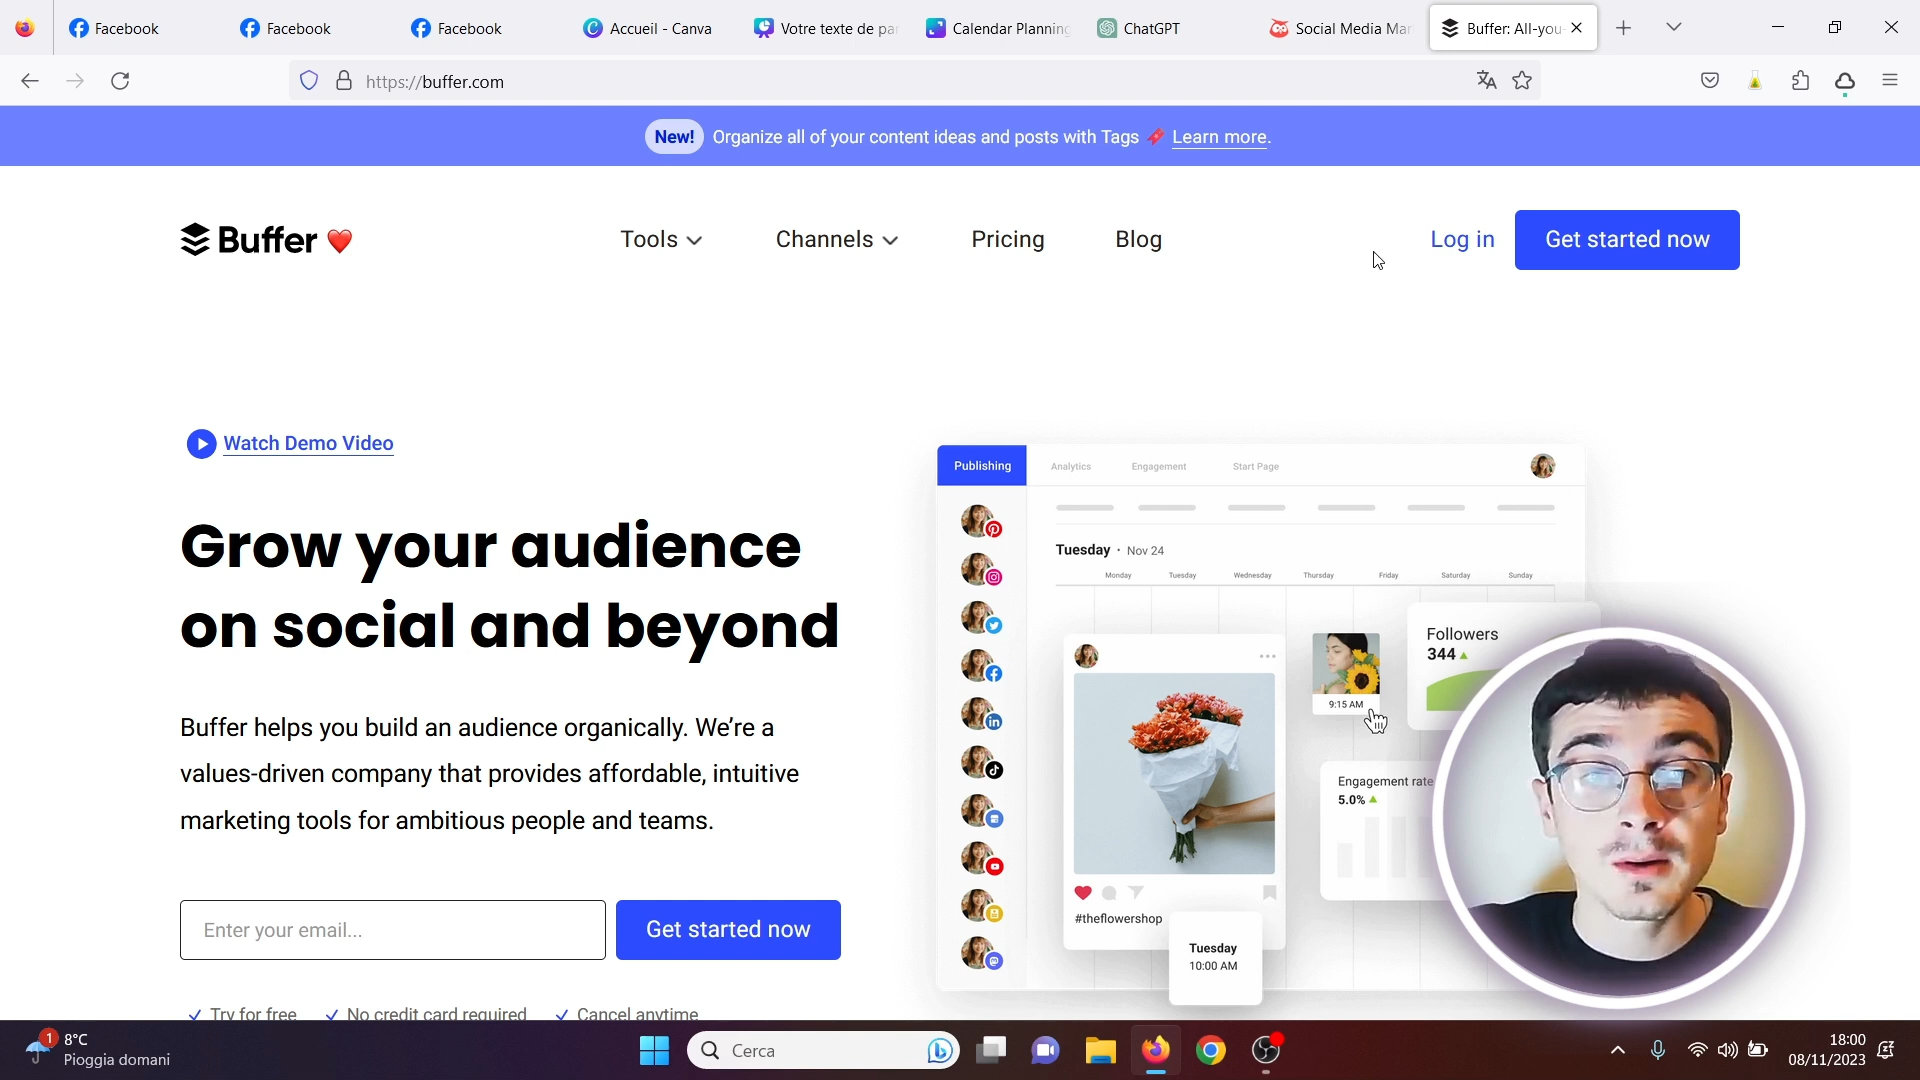 Facebook
Facebook
Facebook
Accueil - Canva
Votre texte de par
Calendar Planning
ChatGPT
Social Media Mar
Buffer: All-you-
https://buffer.com
New! Organize all of your content ideas and posts with Tags Learn more.
Buffer
Tools
Channels
Pricing
Blog
Log in
Get started now
Watch Demo Video
Grow your audience
on social and beyond
Buffer helps you build an audience organically. We're a
values-driven company that provides affordable, intuitive
marketing tools for ambitious people and teams.
Enter your email...
Get started now
Try for free
No credit card required
Cancel anytime
Publishing
Analytics
Engagement
Start Page
Tuesday · Nov 24
Monday
Tuesday
Wednesday
Thursday
Friday
Saturday
Sunday
9:15 AM
Followers
344
Engagement rate
5.0%
#theflowershop
Tuesday
10:00 AM
1
8°C
Pioggia domani
Cerca
18:00
08/11/2023